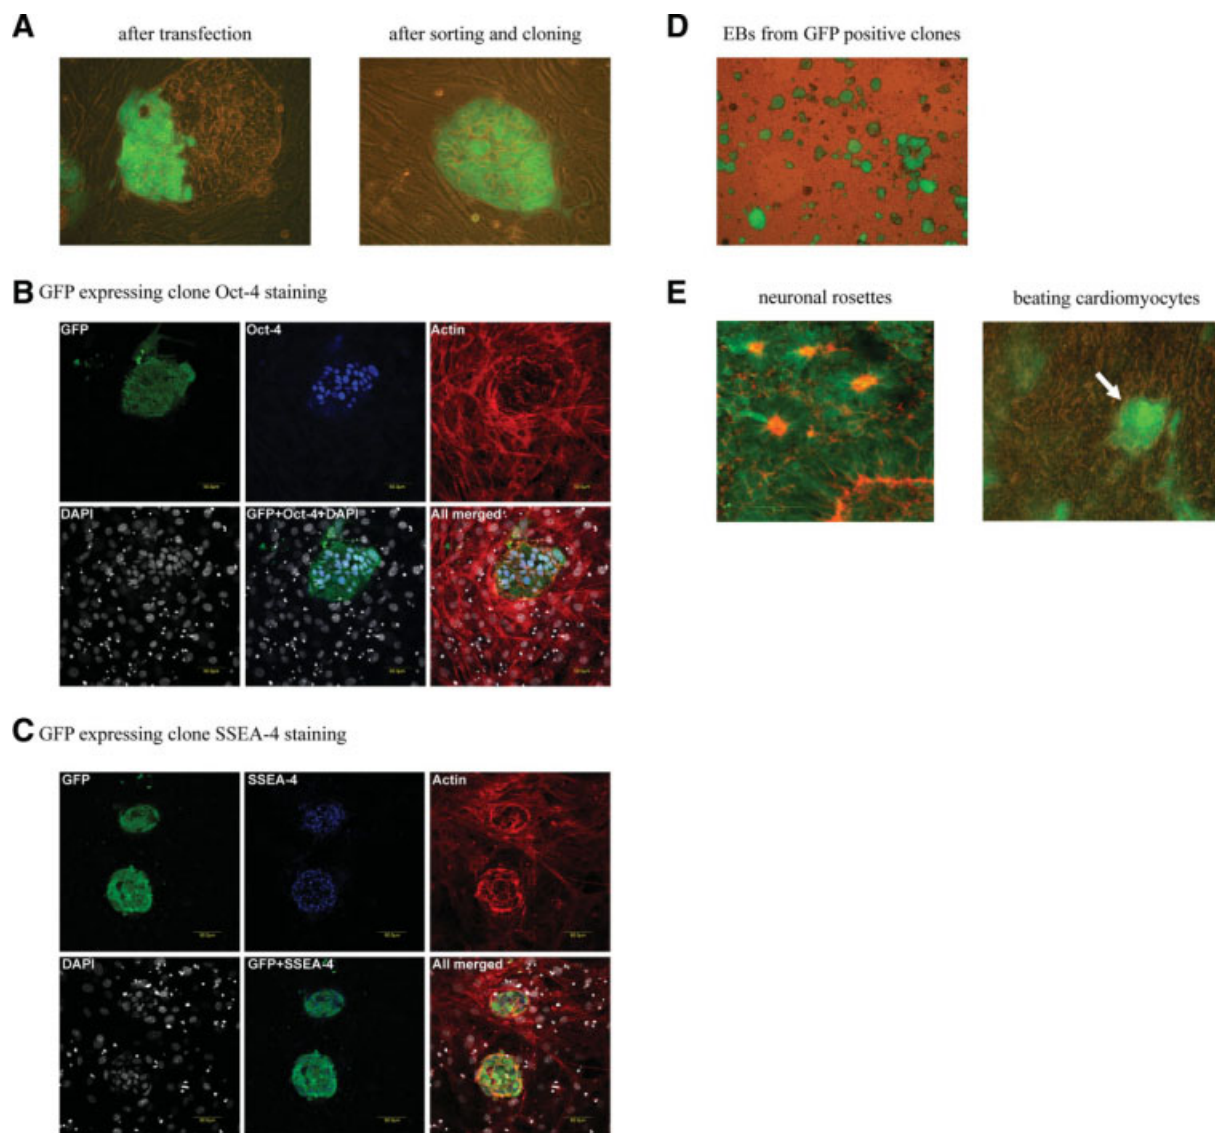 A
after transfection
after sorting and cloning
B GFP expressing clone Oct-4 staining
GFP
Oct-4
Actin
DAPI
GFP+Oct-4+DAPI
All merged
C GFP expressing clone SSEA-4 staining
GFP
SSEA-4
Actin
DAPI
GFP+SSEA-4
All merged
D
EBs from GFP positive clones
E
neuronal rosettes
beating cardiomyocytes